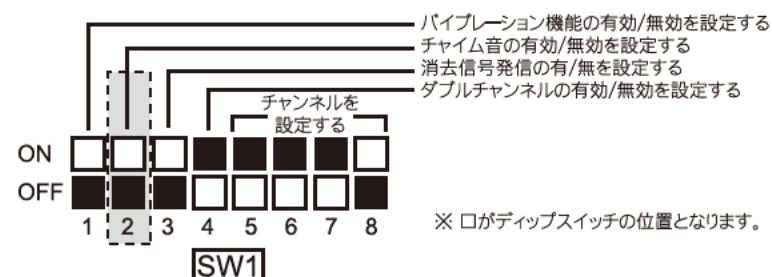 バイブレーション機能の有効/無効を設定する
チャイム音の有効/無効を設定する
消去信号発信の有/無を設定する
ダブルチャンネルの有効/無効を設定する
チャンネルを
設定する
ON
OFF
1 2 3 4 5 6 7 8
※ 口がディップスイッチの位置となります。
SW1